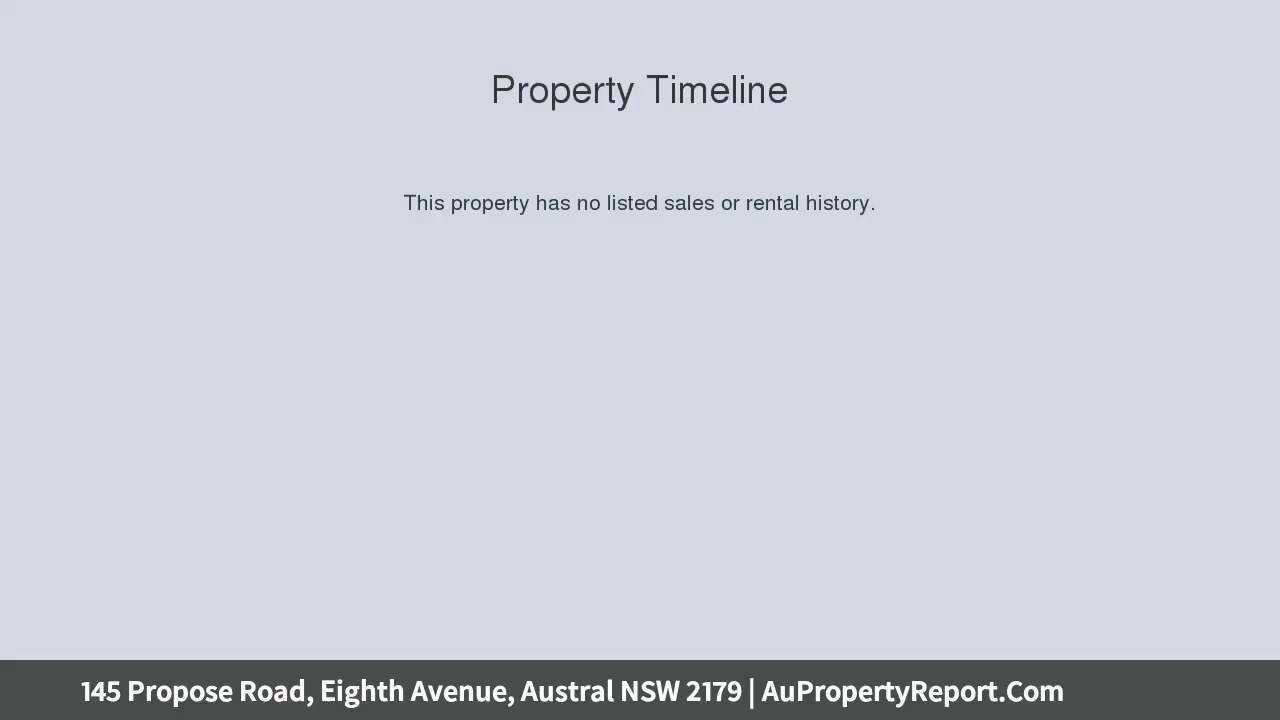 Property Timeline
This property has no listed sales or rental history.
145 Propose Road, Eighth Avenue, Austral NSW 2179 | AuPropertyReport.Com